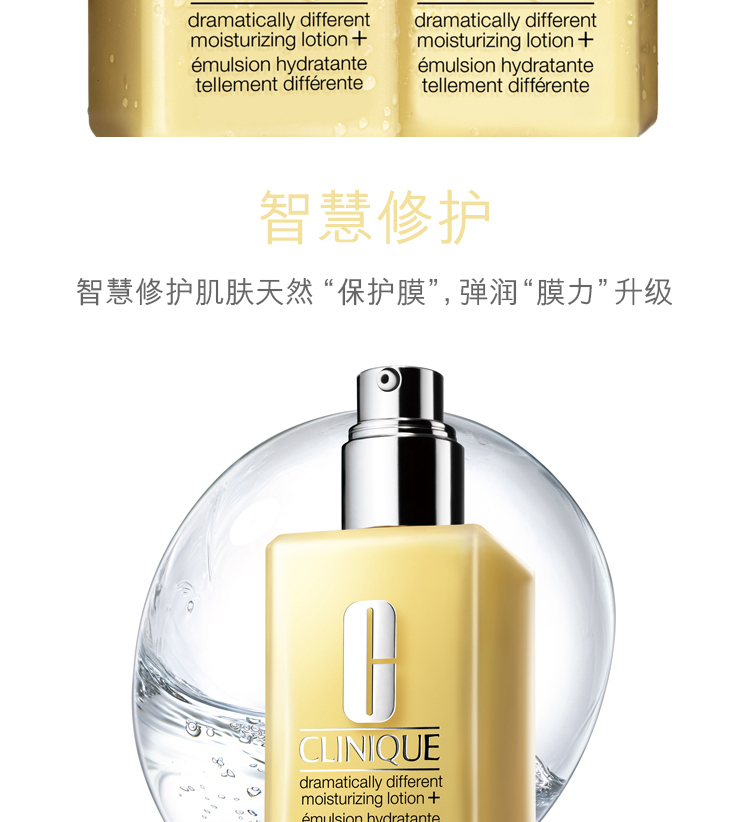 dramatically different
moisturizing lotion+
émulsion hydratante
tellement différente
dramatically different
moisturizing lotion+
émulsion hydratante
tellement différente
智慧修护
智慧修护肌肤天然“保护膜”，弹润“膜力”升级
C
CLINIQUE
dramatically different
moisturizing lotion+
émulsion hydratante